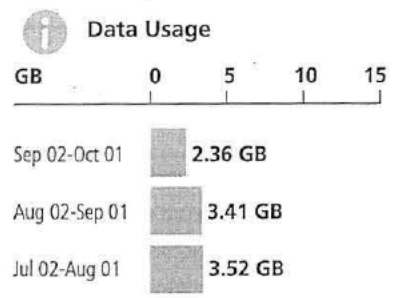 i Data Usage
GB 0 5 10 15
Sep 02-Oct 01 2.36 GB
Aug 02-Sep 01 3.41 GB
Jul 02-Aug 01 3.52 GB